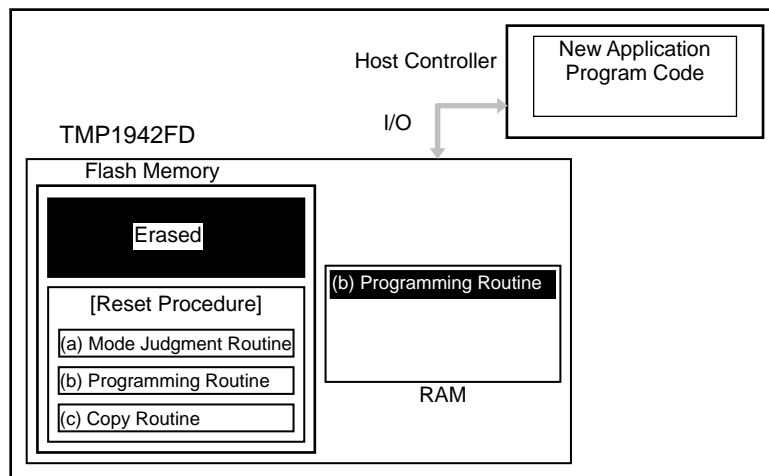 Host Controller
New Application
Program Code
I/O
TMP1942FD
Flash Memory
Erased
[Reset Procedure]
(a) Mode Judgment Routine
(b) Programming Routine
(c) Copy Routine
(b) Programming Routine
RAM